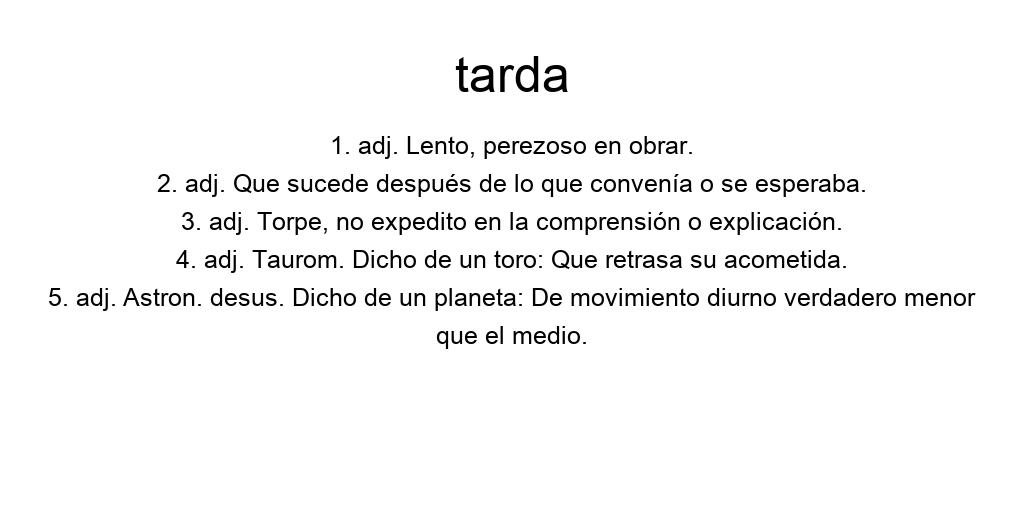 tarda
1. adj. Lento, perezoso en obrar.
2. adj. Que sucede después de lo que convenía o se esperaba.
3. adj. Torpe, no expedito en la comprensión o explicación.
4. adj. Taurom. Dicho de un toro: Que retrasa su acometida.
5. adj. Astron. desus. Dicho de un planeta: De movimiento diurno verdadero menor
que el medio.